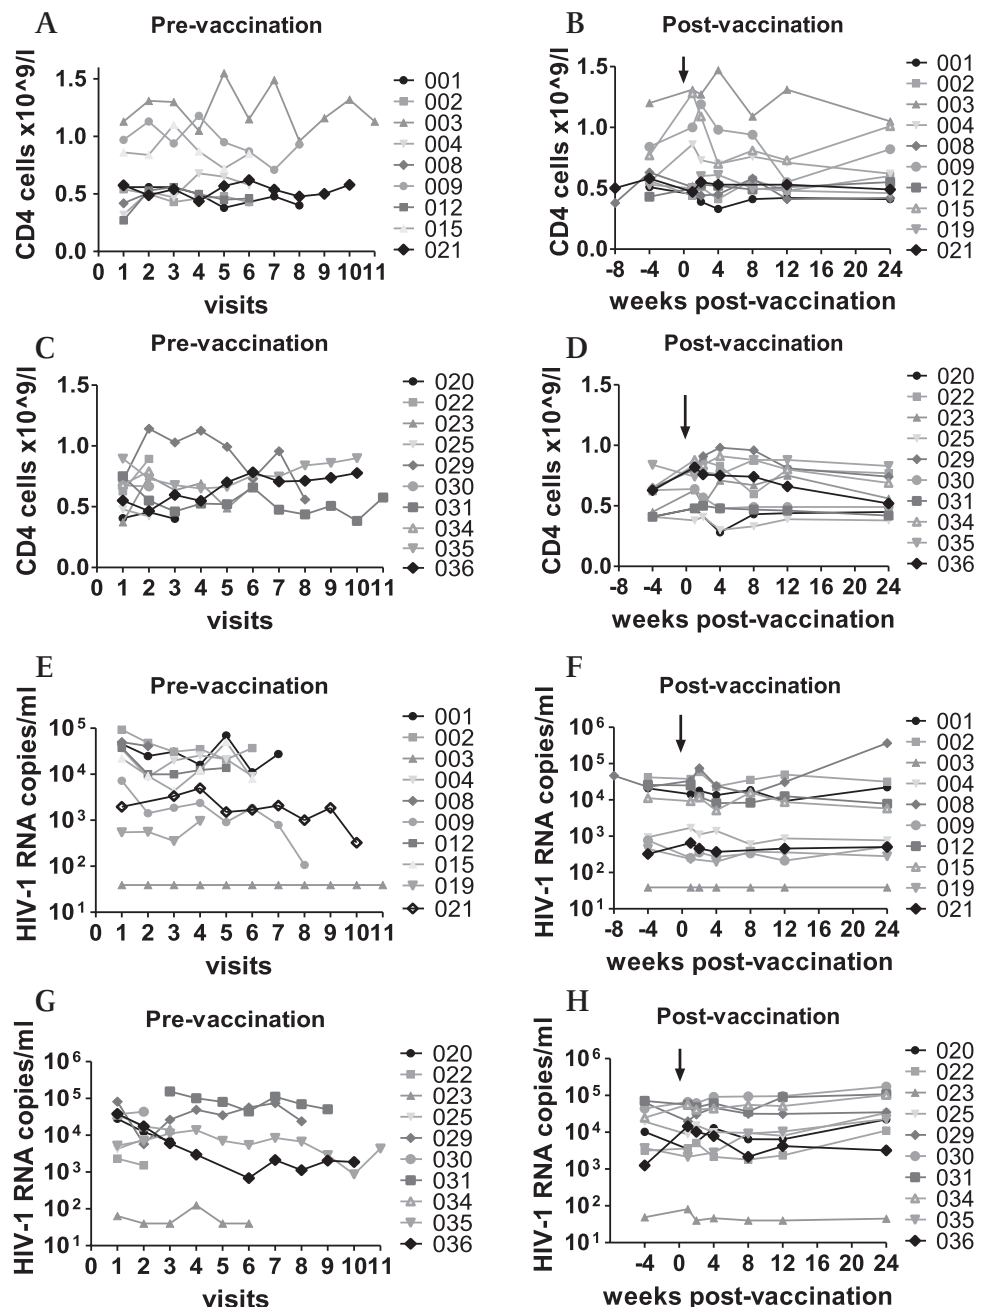 A
Pre-vaccination
CD4 cells x10^9/l
1.5
1.0
0.5
0.0
0 1 2 3 4 5 6 7 8 9 10 11
visits
001
002
003
004
008
009
012
015
021
B
Post-vaccination
CD4 cells x10^9/l
1.5
1.0
0.5
0.0
-8 -4 0 4 8 12 16 20 24
weeks post-vaccination
001
002
003
004
008
009
012
015
019
021
C
Pre-vaccination
CD4 cells x10^9/l
1.5
1.0
0.5
0.0
0 1 2 3 4 5 6 7 8 9 10 11
visits
020
022
023
025
029
030
031
034
035
036
D
Post-vaccination
CD4 cells x10^9/l
1.5
1.0
0.5
0.0
-8 -4 0 4 8 12 16 20 24
weeks post-vaccination
020
022
023
025
029
030
031
034
035
036
E
Pre-vaccination
HIV-1 RNA copies/ml
10^5
10^4
10^3
10^2
10^1
0 1 2 3 4 5 6 7 8 9 10 11
visits
001
002
003
004
008
009
012
015
019
021
F
Post-vaccination
HIV-1 RNA copies/ml
10^6
10^5
10^4
10^3
10^2
10^1
-8 -4 0 4 8 12 16 20 24
weeks post-vaccination
001
002
003
004
008
009
012
015
019
021
G
Pre-vaccination
HIV-1 RNA copies/ml
10^6
10^5
10^4
10^3
10^2
10^1
0 1 2 3 4 5 6 7 8 9 10 11
visits
020
022
023
025
029
030
031
034
035
036
H
Post-vaccination
HIV-1 RNA copies/ml
10^6
10^5
10^4
10^3
10^2
10^1
-4 0 4 8 12 16 20 24
weeks post-vaccination
020
022
023
025
029
030
031
034
035
036